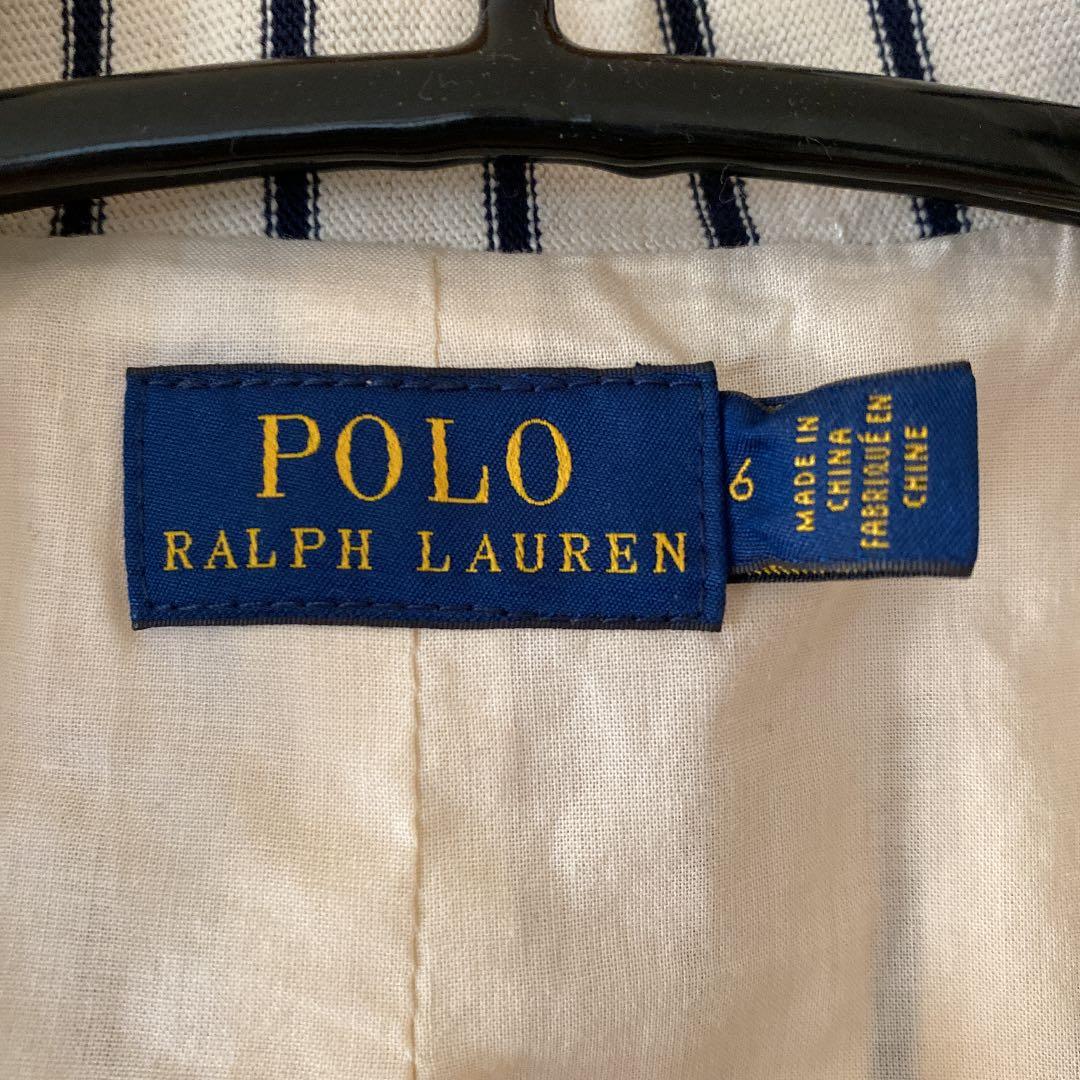 POLO
RALPH LAUREN
6
MADE IN
CHINA
FABRIQUÉ EN
CHINE